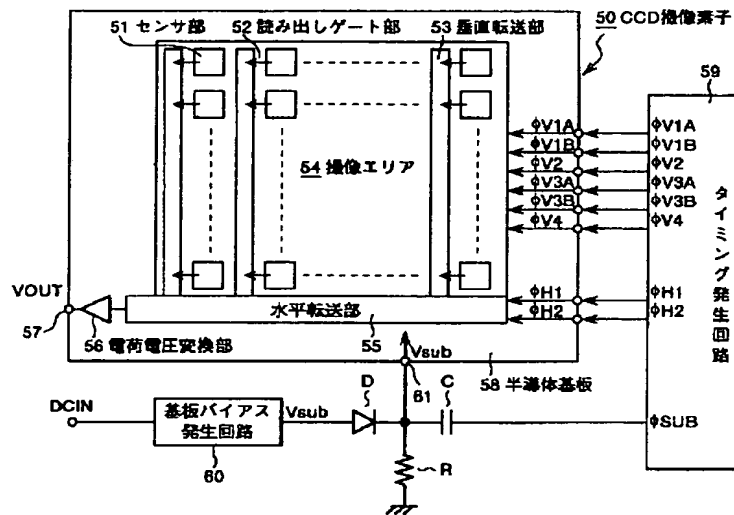 51 センサ部
52 読み出しゲート部
53 垂直転送部
50 CCD撮像素子
59
54 撮像エリア
ϕV1A
ϕV1B
ϕV2
ϕV3A
ϕV3B
ϕV4
ϕH1
ϕH2
ϕV1A
ϕV1B
ϕV2
ϕV3A
ϕV3B
ϕV4
ϕH1
ϕH2
ϕSUB
タイミング発生回路
VOUT
57
56 電荷電圧変換部
水平転送部
55
Vsub
61
58 半導体基板
DCIN
基板バイアス
発生回路
60
Vsub
D
C
R